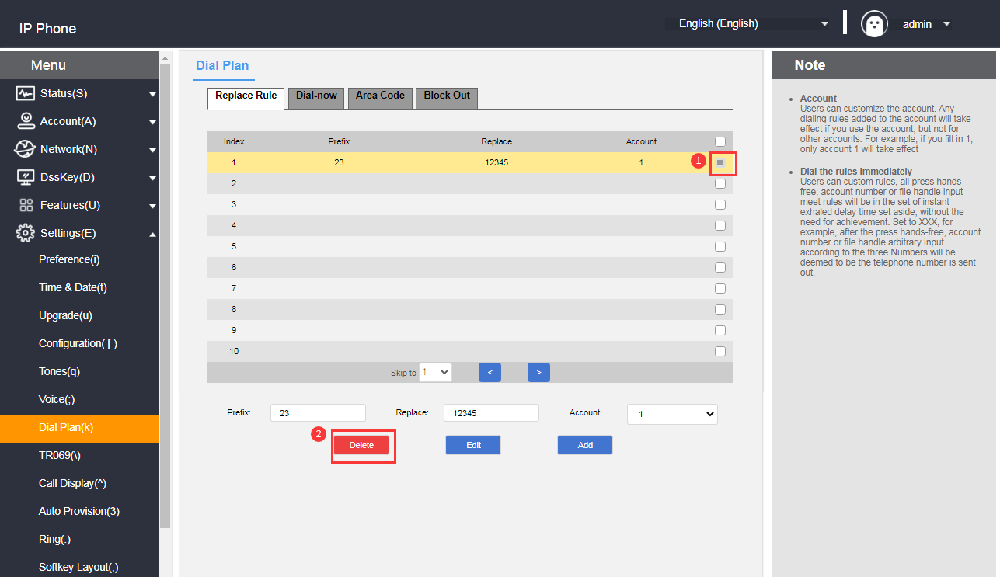 IP Phone
English (English)
admin
Menu
Status(S)
Account(A)
Network(N)
DssKey(D)
Features(U)
Settings(E)
Preference(i)
Time & Date(t)
Upgrade(u)
Configuration( [ )
Tones(q)
Voice(;)
Dial Plan(k)
TR069(\)
Call Display(^)
Auto Provision(3)
Ring(.)
Softkey Layout(,)
Dial Plan
Replace Rule Dial-now Area Code Block Out
Index Prefix Replace Account
1 23 12345 1 1
2
3
4
5
6
7
8
9
10
Skip to 1 < >
Prefix: 23 Replace: 12345 Account: 1
2
Delete Edit Add
Note
• Account
Users can customize the account. Any
dialing rules added to the account will take
effect if you use the account, but not for
other accounts. For example, if you fill in 1,
only account 1 will take effect
• Dial the rules immediately
Users can custom rules, all press hands-
free, account number or file handle input
meet rules will be in the set of instant
exhaled delay time set aside, without the
need for achievement. Set to XXX, for
example, after the press hands-free, account
number or file handle arbitrary input
according to the three Numbers will be
deemed to be the telephone number is sent
out.